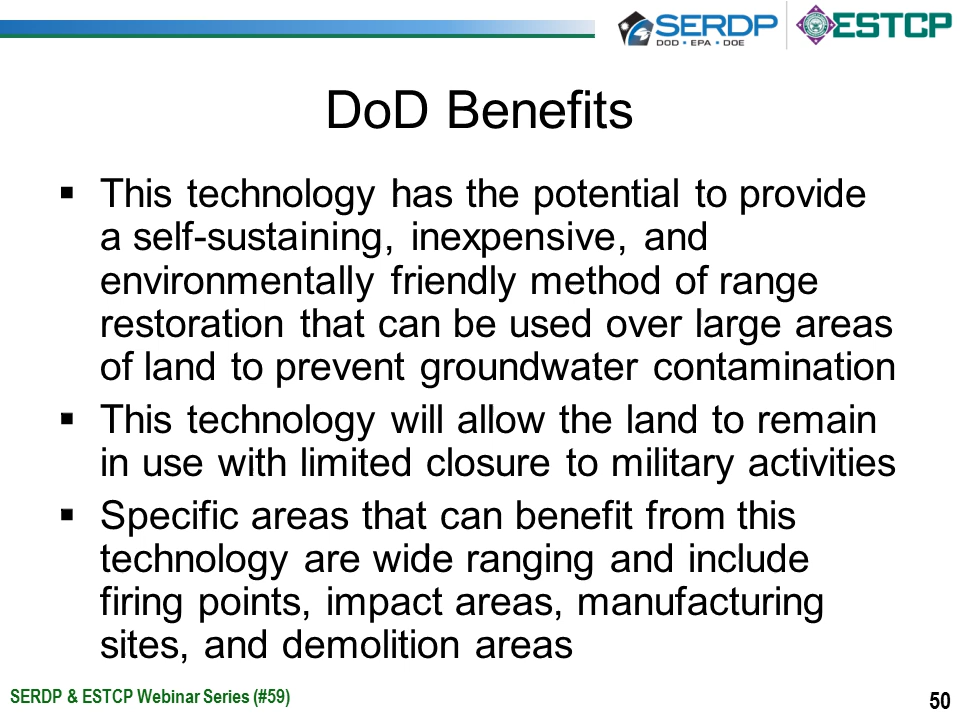 SERDP
DOD • EPA • DOE
ESTCP
DoD Benefits
▪ This technology has the potential to provide
a self-sustaining, inexpensive, and
environmentally friendly method of range
restoration that can be used over large areas
of land to prevent groundwater contamination
▪ This technology will allow the land to remain
in use with limited closure to military activities
▪ Specific areas that can benefit from this
technology are wide ranging and include
firing points, impact areas, manufacturing
sites, and demolition areas
SERDP & ESTCP Webinar Series (#59)
50